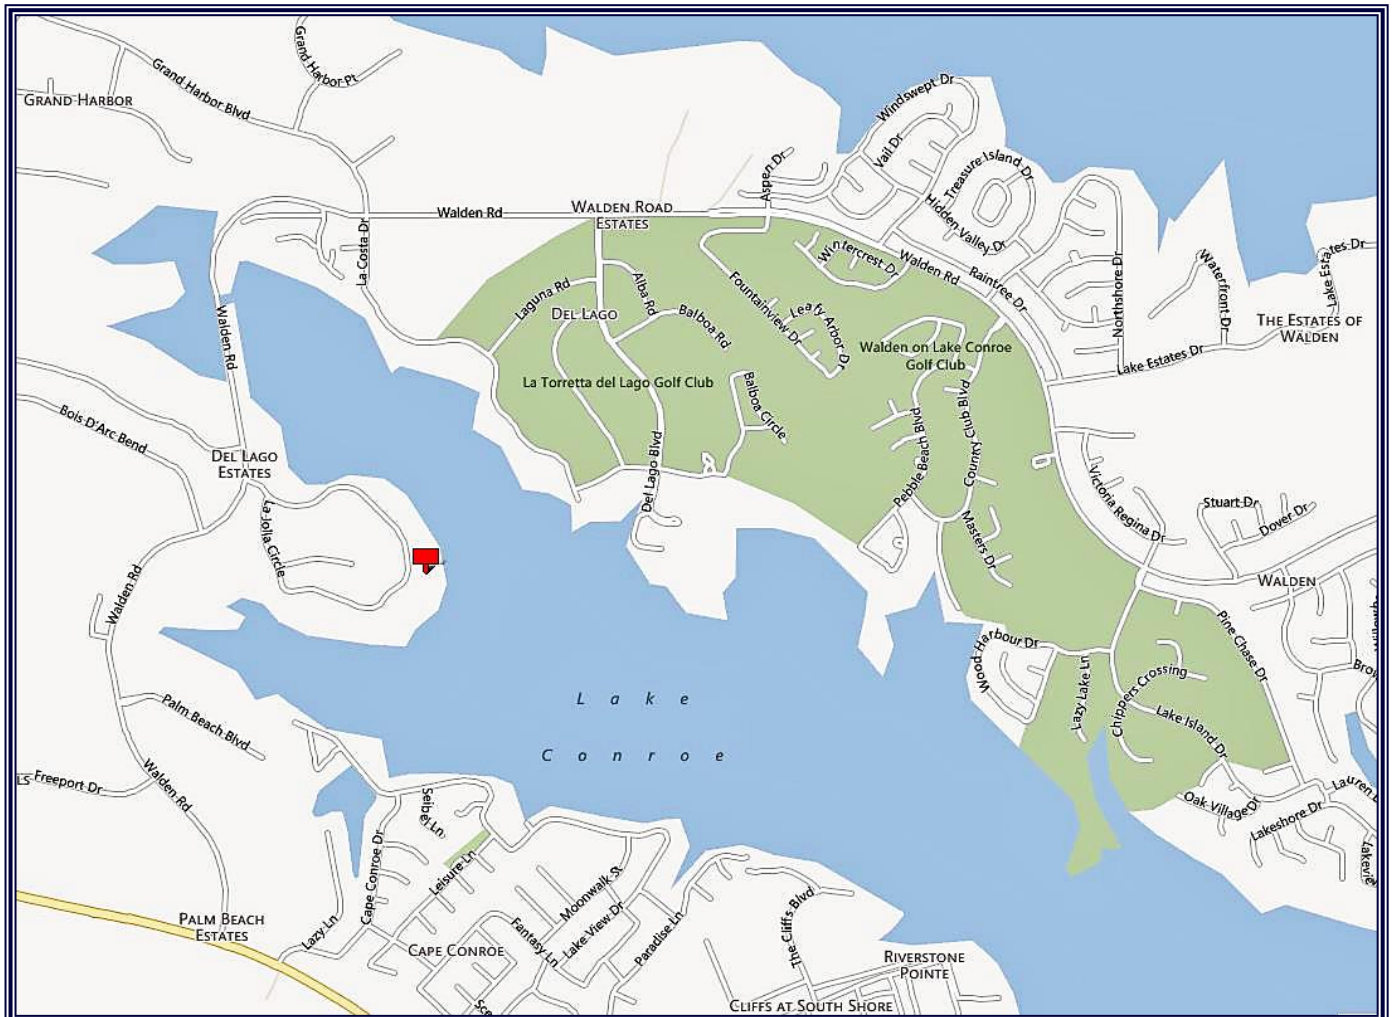 Grand Harbor Pt
Grand Harbor Blvd
GRAND HARBOR
Windswept Dr
Vail Dr
Aspen Dr
Treasure Island Dr
Hidden Valley Dr
Walden Rd
WALDEN ROAD
ESTATES
La Costa Dr
Wintercrest Dr
Walden Rd
Raintree Dr
Northshore Dr
Waterfront Dr
Lake Estates Dr
THE ESTATES OF
WALDEN
Lake Estates Dr
Laguna Rd
Alba Rd
DEL LAGO
Balboa Rd
Fountainview Dr
Leafy Arbor Dr
Walden on Lake Conroe
Golf Club
La Torretta del Lago Golf Club
Balboa Circle
Walden Rd
Bois D'Arc Bend
DEL LAGO
ESTATES
Del Lago Blvd
Pebble Beach Blvd
Country Club Blvd
Masters Dr
Victoria Regina Dr
Stuart Dr
Dover Dr
WALDEN
La Jolla Circle
Walden Rd
Wood Harbour Dr
Lazy Lake Ln
Chippers Crossing
Lake Island Dr
Pine Chase Dr
Palm Beach Blvd
Lake
Conroe
LS
Freeport Dr
Walden Rd
Seibel Ln
Leisure Ln
Cape Conroe Dr
Lazy Ln
PALM BEACH
ESTATES
CAPE CONROE
Moonwalk St
Fantasy Ln
Lake View Dr
Paradise Ln
The Cliffs Blvd
RIVERSTONE
POINTE
CLIFFS AT SOUTH SHORE
Oak Village Dr
Lakeshore Dr
Lauren
Sce
Brow
Lakevie